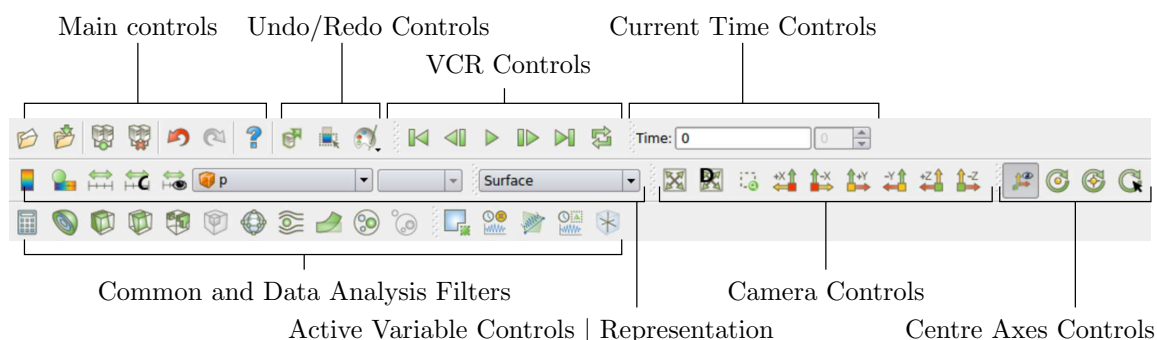 Main controls Undo/Redo Controls Current Time Controls
VCR Controls
? Time: 0 0
C p Surface D +X -X +Y -Y +Z -Z
Common and Data Analysis Filters Camera Controls
Active Variable Controls | Representation Centre Axes Controls